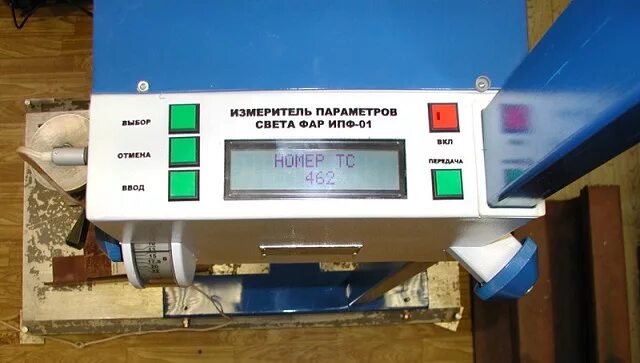 ИЗМЕРИТЕЛЬ ПАРАМЕТРОВ
СВЕТА ФАР ИПФ-01
ВЫБОР
ОТМЕНА
ВВОД
НОМЕР ТС
462
ВКЛ
ПЕРЕДАЧА